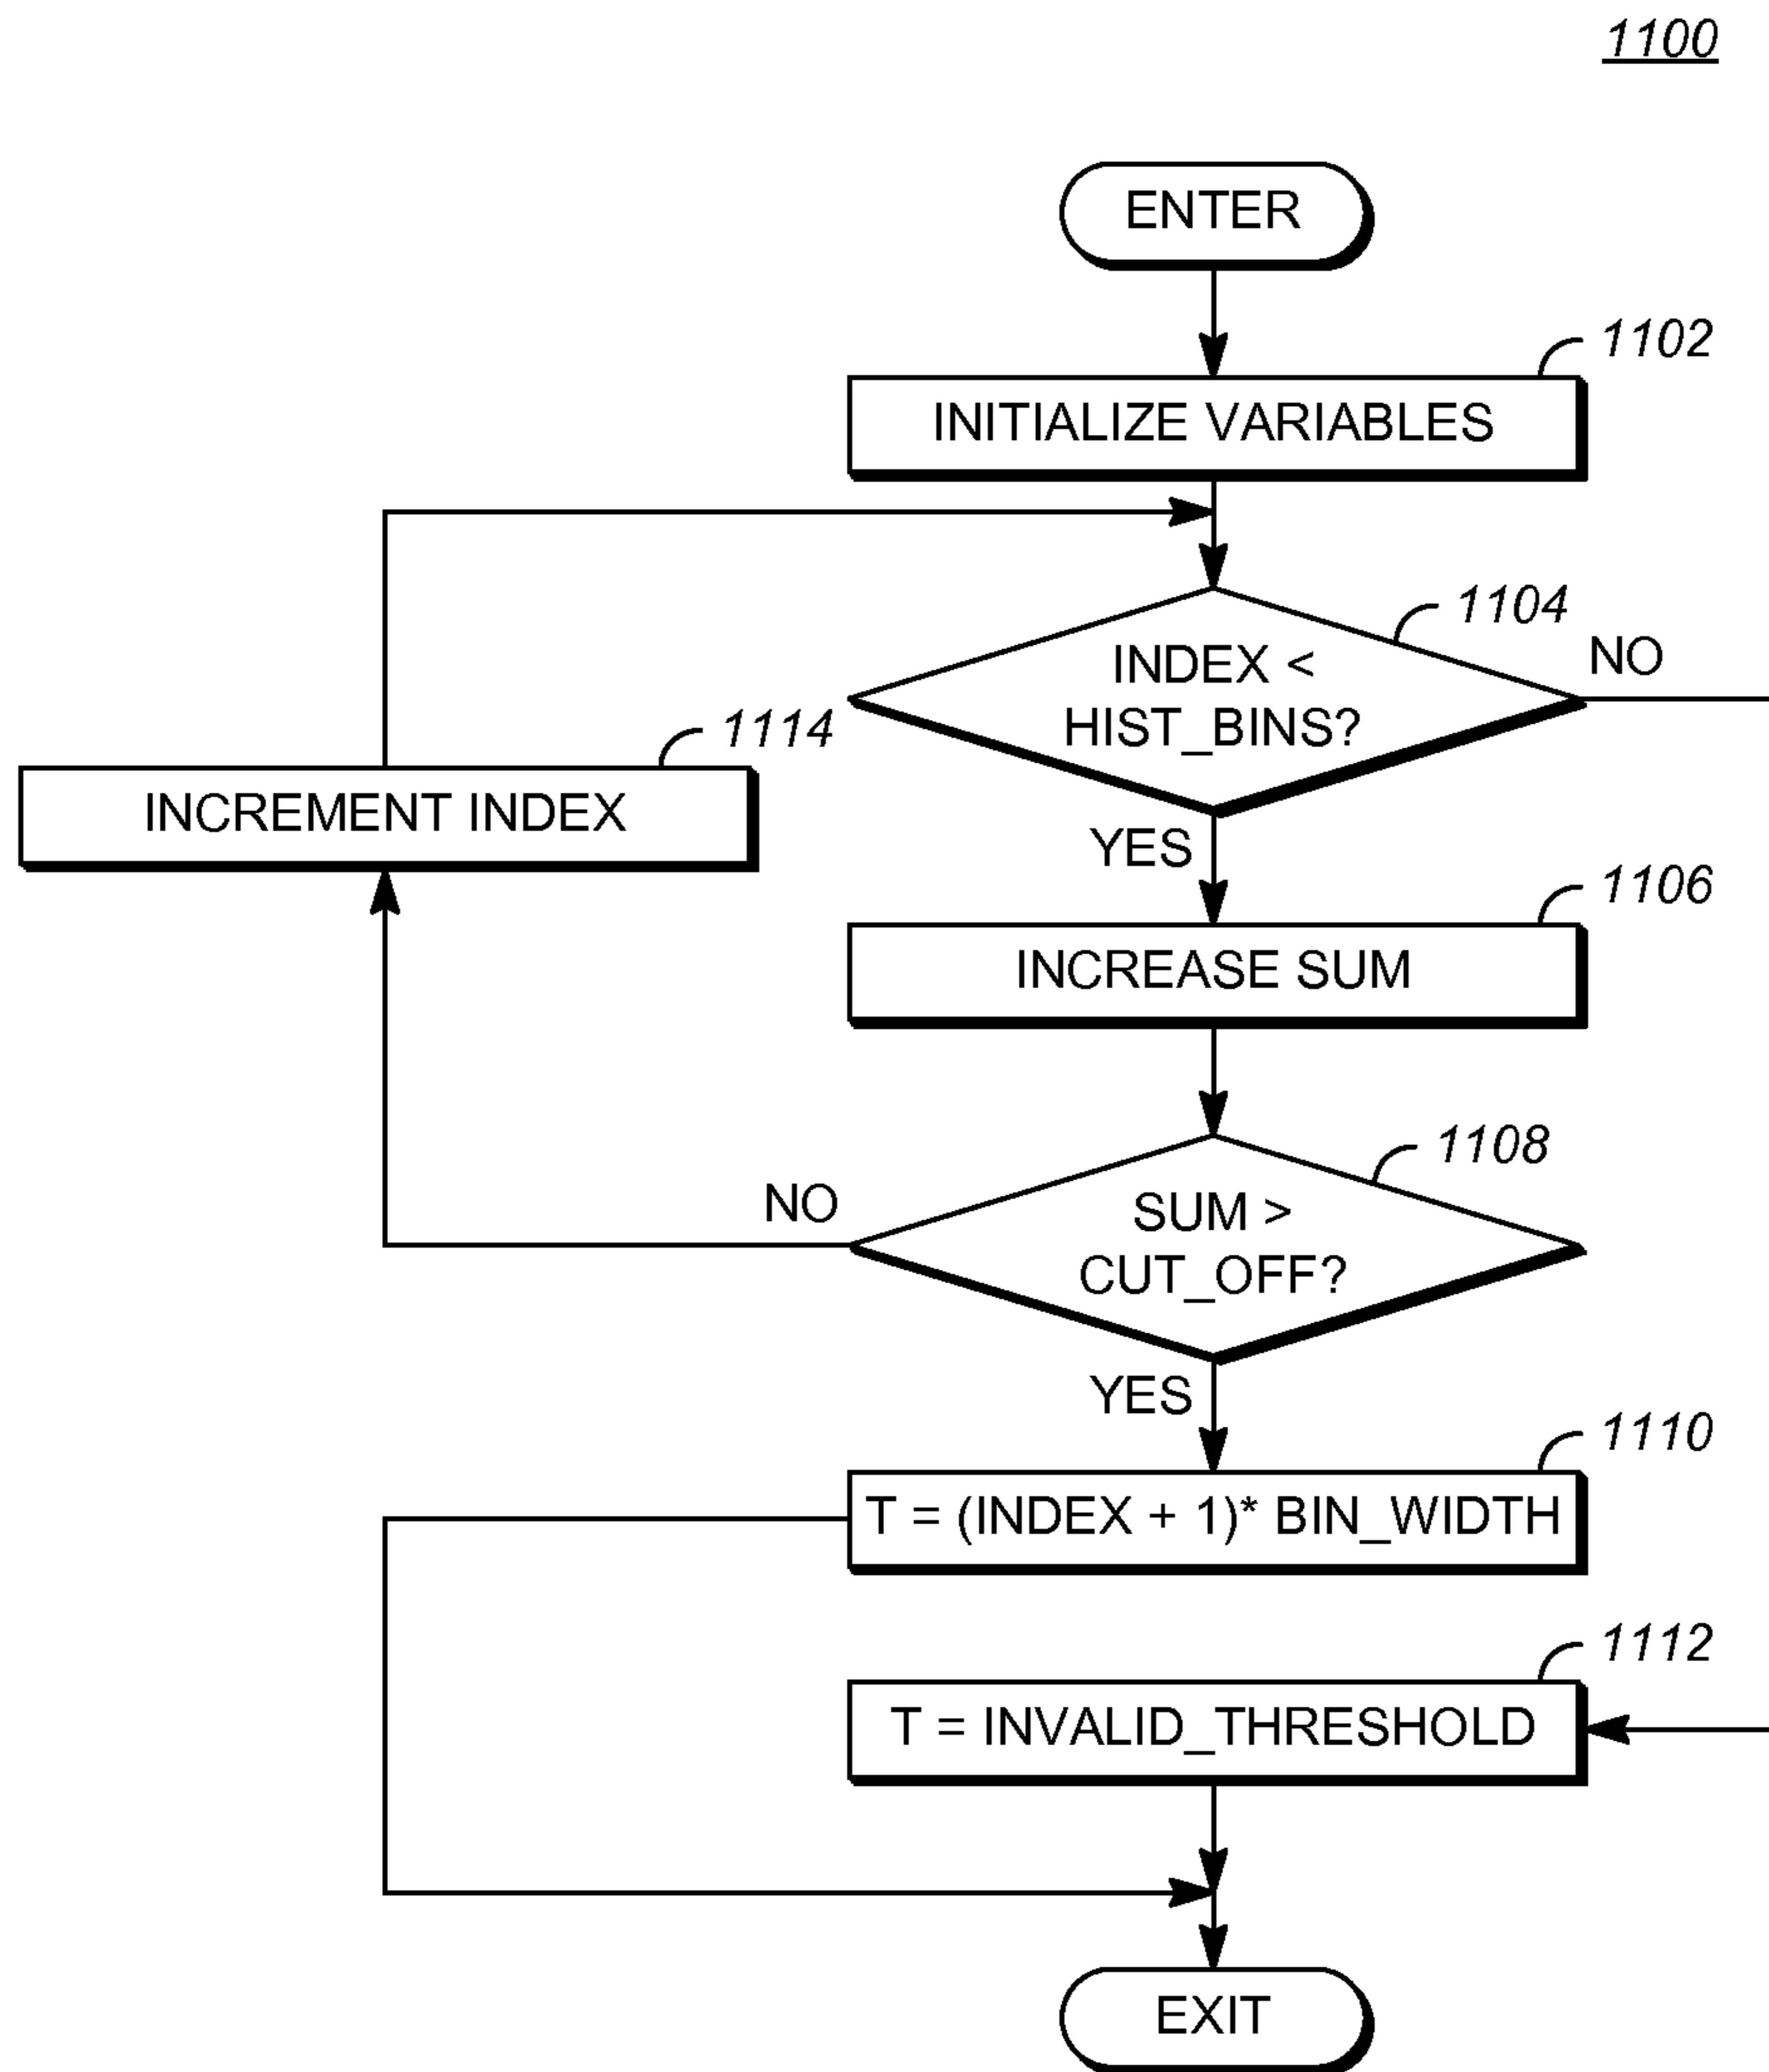 1100
ENTER
1102
INITIALIZE VARIABLES
1104
INDEX <
HIST_BINS?
NO
1114
INCREMENT INDEX
YES
1106
INCREASE SUM
1108
SUM >
CUT_OFF?
NO
YES
1110
T = (INDEX + 1)* BIN_WIDTH
1112
T = INVALID_THRESHOLD
EXIT